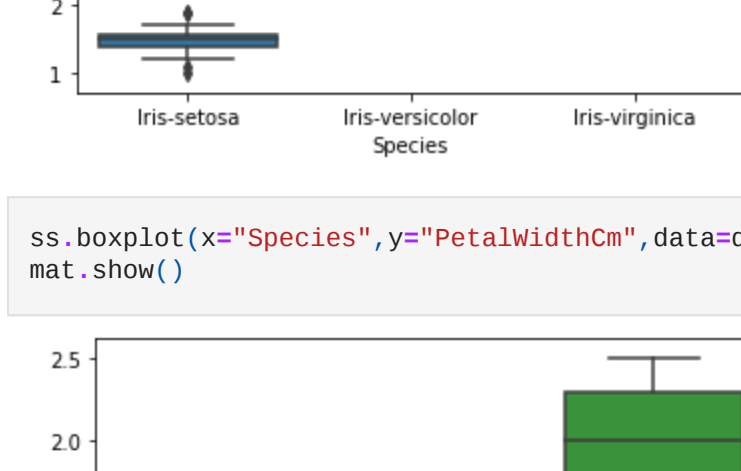 2
1
Iris-setosa Iris-versicolor Iris-virginica
Species
ss.boxplot(x="Species",y="PetalWidthCm",data=
mat.show()
2.5
2.0